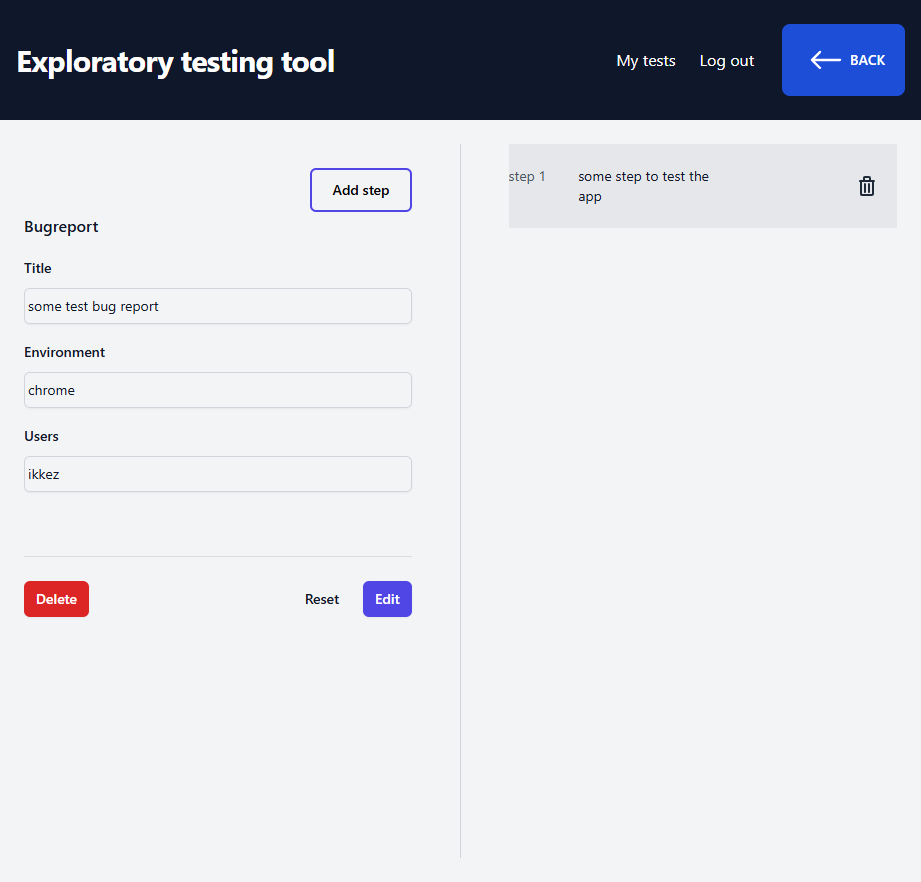 Exploratory testing tool
My tests
Log out
BACK
Add step
Bugreport
Title
some test bug report
Environment
chrome
Users
ikkez
Delete
Reset
Edit
step 1
some step to test the
app